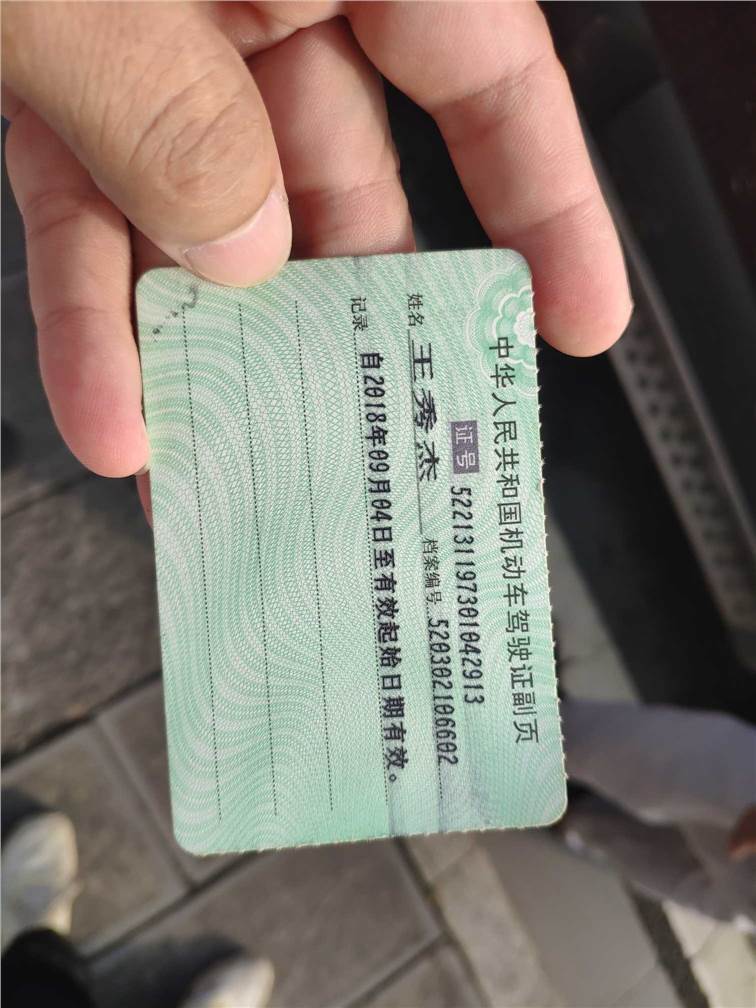 中华人民共和国机动车驾驶证副页
证号 522131197301042913
姓名 王秀杰 档案编号 520302106602
记录 自2018年09月04日至有效起始日期有效。